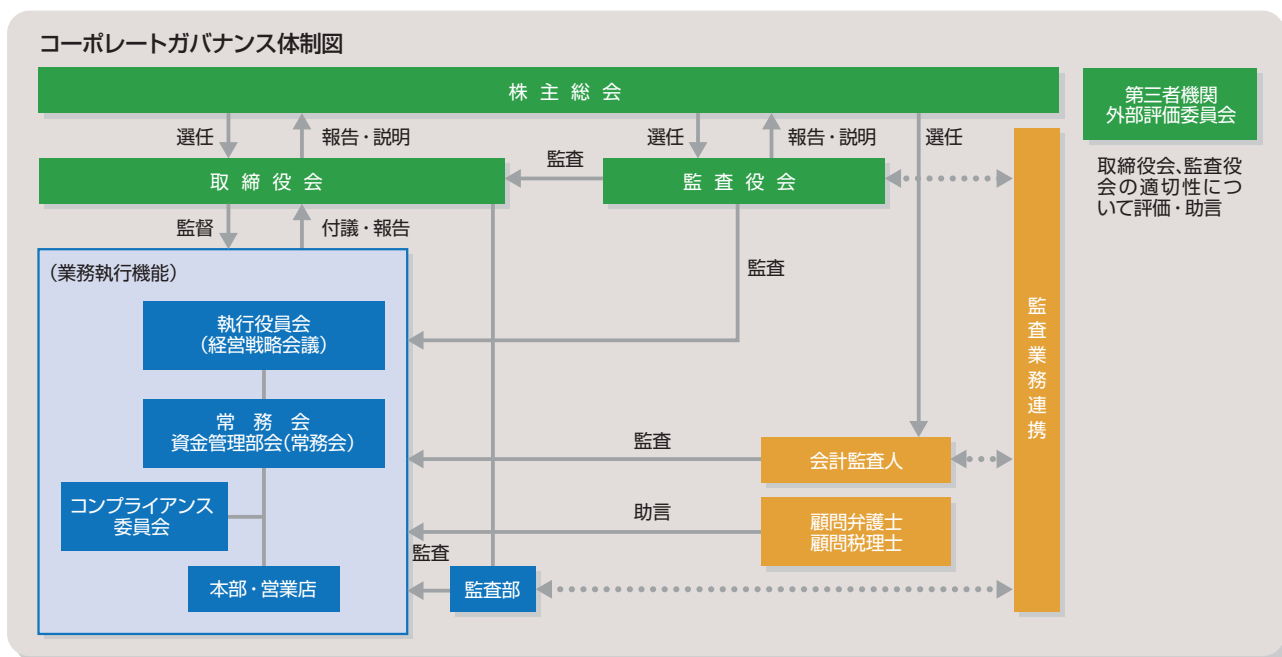 コーポレートガバナンス体制図
株主総会
第三者機関
外部評価委員会
取締役会、監査役
会の適切性につ
いて評価・助言
選任
報告・説明
選任
報告・説明
選任
取締役会
監査
監査役会
監督
付議・報告
監査
(業務執行機能)
執行役員会
(経営戦略会議)
常務会
資金管理部会(常務会)
コンプライアンス
委員会
本部・営業店
監査
会計監査人
助言
顧問弁護士
顧問税理士
監査
監査部
監査業務連携